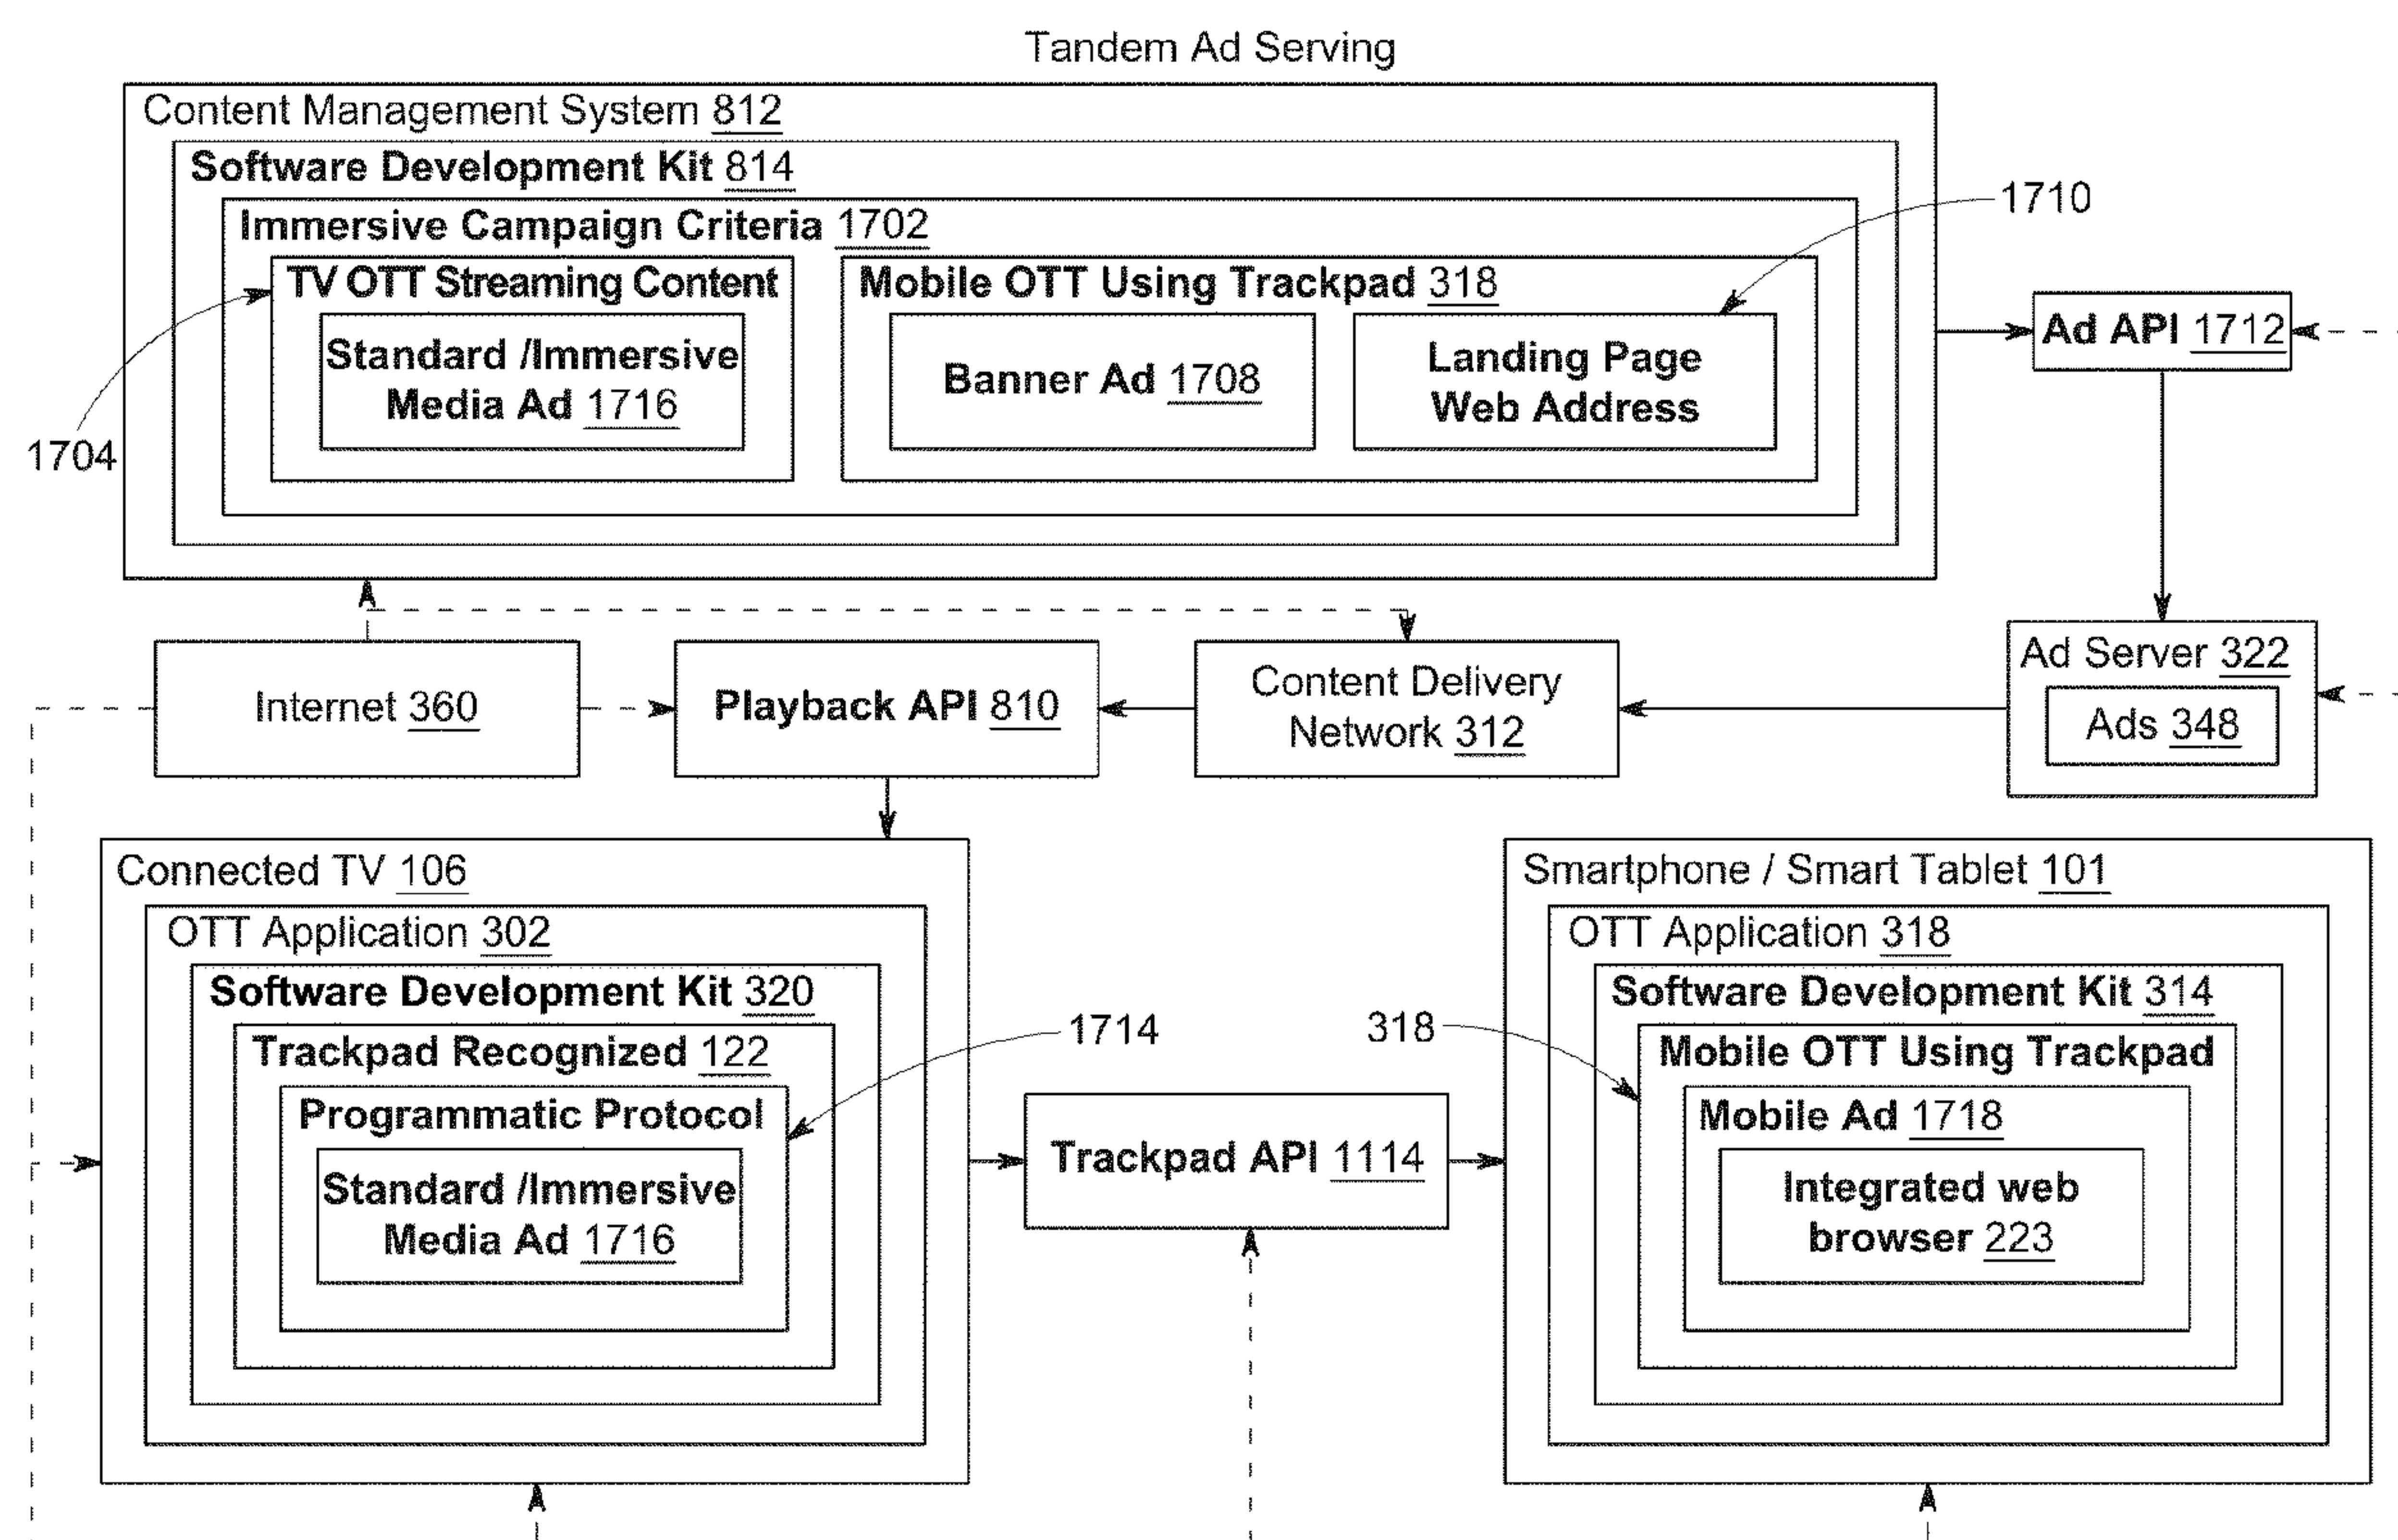 Tandem Ad Serving
Content Management System 812
Software Development Kit 814
1710
Immersive Campaign Criteria 1702
TV OTT Streaming Content
Mobile OTT Using Trackpad 318
Standard /Immersive
Media Ad 1716
Banner Ad 1708
Landing Page
Web Address
Ad API 1712
1704
Internet 360
Playback API 810
Content Delivery
Network 312
Ad Server 322
Ads 348
Connected TV 106
OTT Application 302
Software Development Kit 320
Trackpad Recognized 122
1714
Programmatic Protocol
Standard /Immersive
Media Ad 1716
Trackpad API 1114
Smartphone / Smart Tablet 101
OTT Application 318
Software Development Kit 314
318
Mobile OTT Using Trackpad
Mobile Ad 1718
Integrated web
browser 223